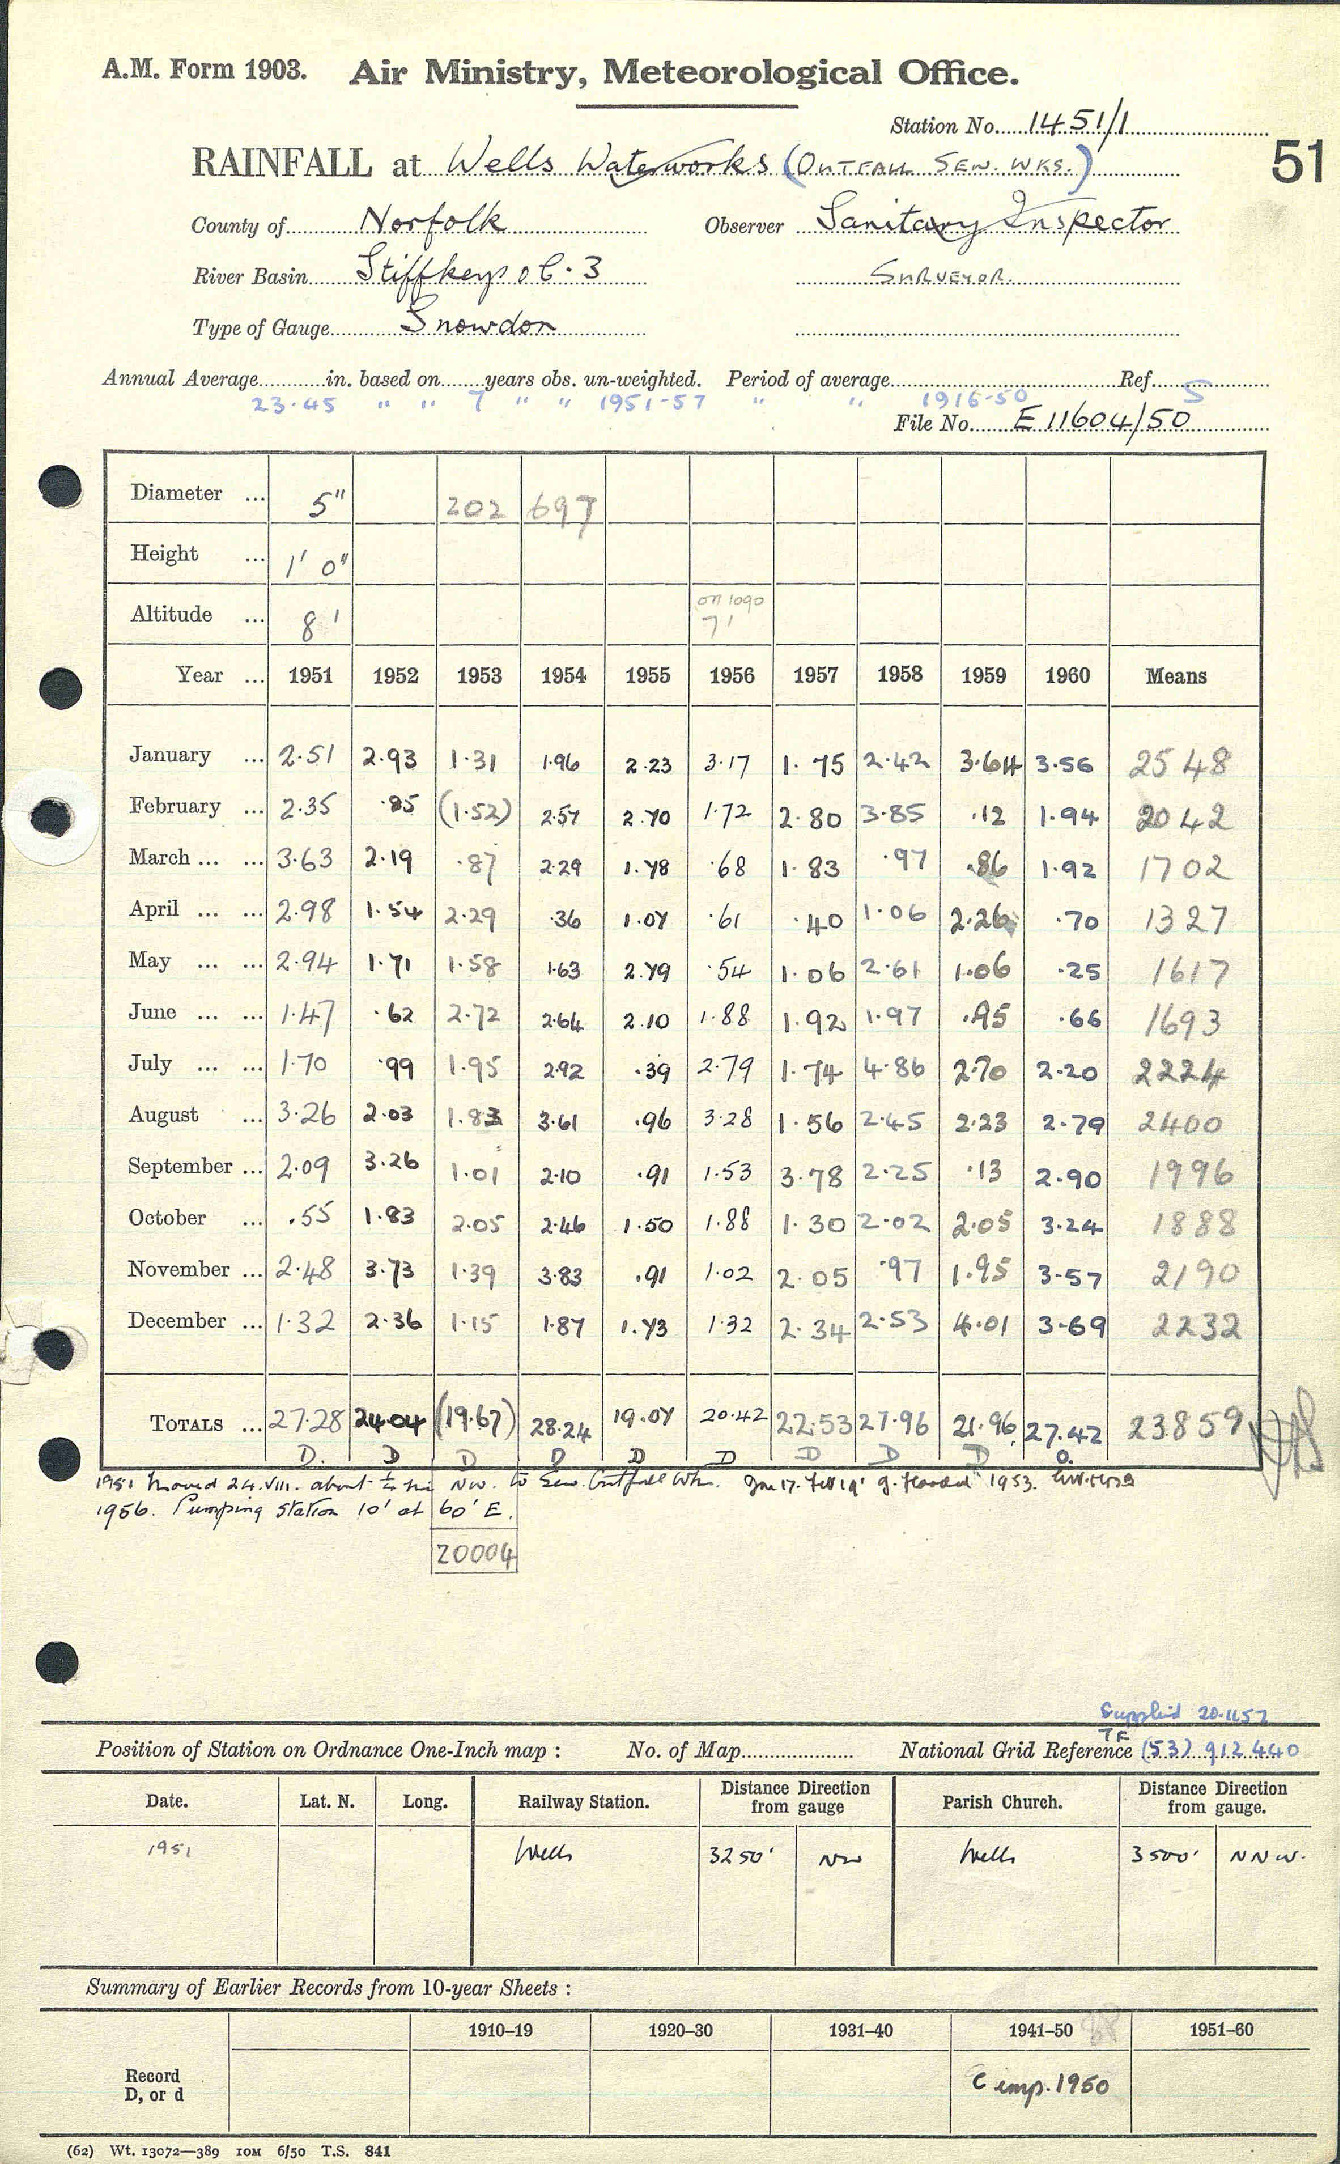 A.M. Form 1903. Air Ministry, Meteorological Office.
Station No. 1451/1
RAINFALL at Wells Waterworks (OUTFALL SEW. WKS.) 51
County of Norfolk Observer Sanitary Inspector
River Basin Stiffkey &c. 3 SURVEYOR.
Type of Gauge Snowdon
Annual Average in. based on years obs. un-weighted. Period of average Ref. S
23.45 " " 7 " " 1951-57 " " 1916-50
File No. E 11604/50
Diameter ... 5" 202 697
Height ... 1' 0"
Altitude ... 8' on 1090 7'
Year ... 1951 1952 1953 1954 1955 1956 1957 1958 1959 1960 Means
January ... 2.51 2.93 1.31 1.96 2.23 3.17 1.75 2.42 3.64 3.56 2548
February ... 2.35 .85 (1.52) 2.57 2.70 1.72 2.80 3.85 .12 1.94 2042
March ... ... 3.63 2.19 .87 2.29 1.78 .68 1.83 .97 .86 1.92 1702
April ... ... 2.98 1.54 2.29 .36 1.07 .61 .40 1.06 2.26 .70 1327
May ... ... 2.94 1.71 1.58 1.63 2.79 .54 1.06 2.61 1.06 .25 1617
June ... ... 1.47 .62 2.72 2.64 2.10 1.88 1.92 1.97 .95 .66 1693
July ... ... 1.70 .99 1.95 2.92 .39 2.79 1.74 4.86 2.70 2.20 2224
August ... 3.26 2.03 1.83 3.61 .96 3.28 1.56 2.45 2.23 2.79 2400
September ... 2.09 3.26 1.01 2.10 .91 1.53 3.78 2.25 .13 2.90 1996
October ... .55 1.83 2.05 2.46 1.50 1.88 1.30 2.02 2.05 3.24 1888
November ... 2.48 3.73 1.39 3.83 .91 1.02 2.05 .97 1.95 3.57 2190
December ... 1.32 2.36 1.15 1.87 1.73 1.32 2.34 2.53 4.01 3.69 2232
TOTALS ... 27.28 24.04 (19.67) 28.24 19.07 20.42 22.53 27.96 21.96 27.42 23859
D. D D D D D D D D D.
1951 Moved 24.VIII. about to the NW. to Sew. Outfall Wks. 1953.
1956. Pumping Station 10' at 60' E.
20004
Supplied 20.11.57
TF
Position of Station on Ordnance One-Inch map : No. of Map National Grid Reference (53) 912440
Date. Lat. N. Long. Railway Station. Distance Direction from gauge Parish Church. Distance Direction from gauge.
1951 Wells 3250' NW Wells 3500' NNW.
Summary of Earlier Records from 10-year Sheets :
1910–19 1920–30 1931–40 1941–50 1951–60
Record D, or d C emp. 1950
(62) Wt. 13072—389 IOM 6/50 T.S. 841